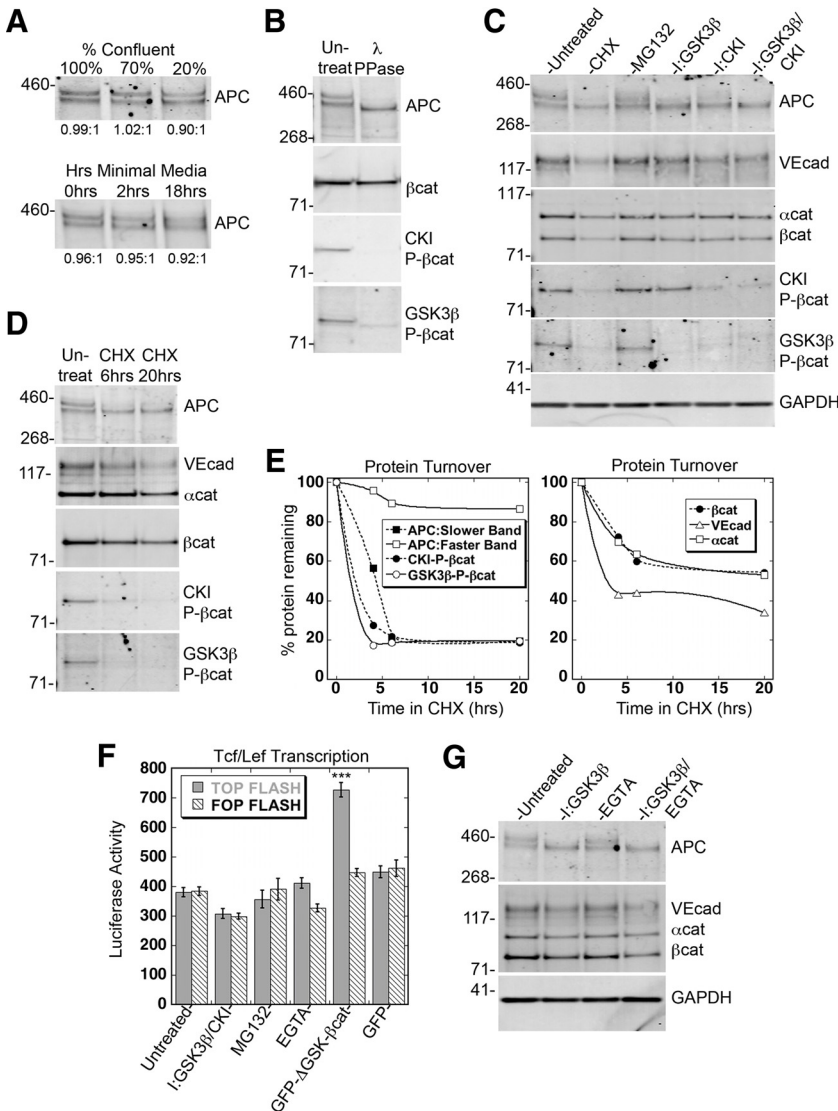 A
% Confluent
100% 70% 20%
460-
APC
0.99:1 1.02:1 0.90:1
Hrs Minimal Media
0hrs 2hrs 18hrs
460-
APC
0.96:1 0.95:1 0.92:1
B
Un-
treat
λ
PPase
460-
APC
268-
βcat
71-
CKI
P-βcat
71-
GSK3β
P-βcat
71-
C
-Untreated
-CHX
-MG132
-I:GSK3β
-I:CKI
-I:GSK3β/
CKI
460-
APC
268-
VEcad
117-
117-
αcat
βcat
71-
CKI
P-βcat
71-
GSK3β
P-βcat
71-
41-
GAPDH
D
Un-
treat
CHX
6hrs
CHX
20hrs
460-
APC
268-
VEcad
117-
αcat
βcat
71-
CKI
P-βcat
71-
GSK3β
P-βcat
71-
E
Protein Turnover
% protein remaining
100
80
60
40
20
0
APC:Slower Band
APC:Faster Band
CKI-P-βcat
GSK3β-P-βcat
0 5 10 15 20
Time in CHX (hrs)
Protein Turnover
100
80
60
40
20
0
βcat
VEcad
αcat
0 5 10 15 20
Time in CHX (hrs)
F
Tcf/Lef Transcription
Luciferase Activity
800
700
600
500
400
300
200
100
0
TOP FLASH
FOP FLASH
***
Untreated-
I:GSK3β/CKI-
MG132-
EGTA-
GFP-ΔGSK-βcat-
GFP-
G
-Untreated
-I:GSK3β
-EGTA
-I:GSK3β/
EGTA
460-
APC
268-
VEcad
117-
αcat
βcat
71-
41-
GAPDH